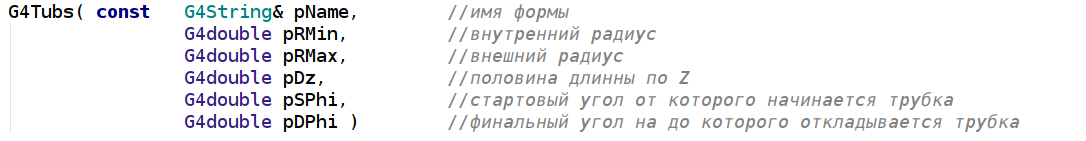 G4Tubs( const   G4String& pName,        //имя формы
                G4double pRMin,         //внутренний радиус
                G4double pRMax,         //внешний радиус
                G4double pDz,           //половина длинны по Z
                G4double pSPhi,         //стартовый угол от которого начинается трубка
                G4double pDPhi )        //финальный угол на до которого откладывается трубка